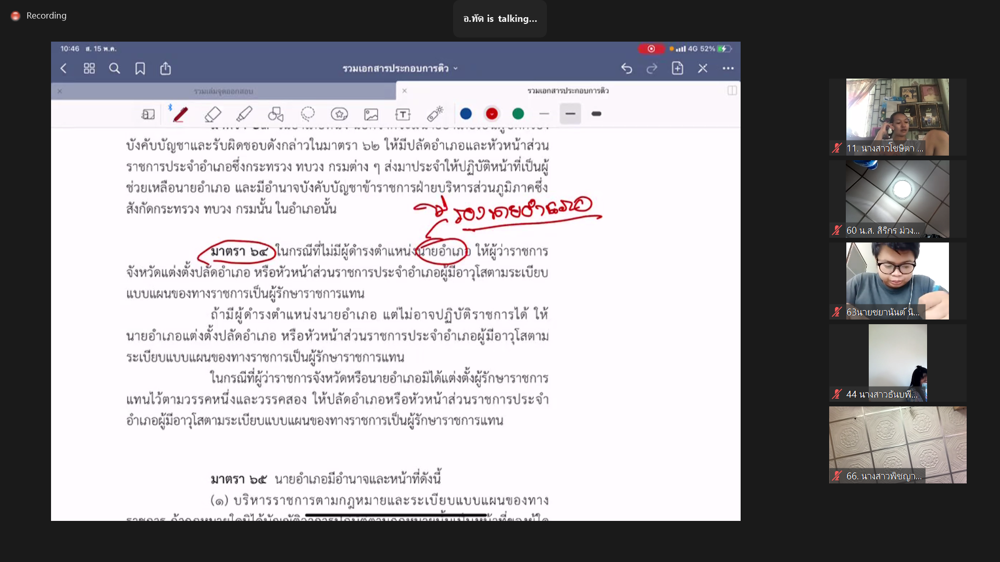 Recording
อ.ทัด is talking...
10:46 ส. 15 พ.ค.
4G 52%
รวมเอกสารประกอบการติว
รวมเล่มจุดออกสอบ
รวมเอกสารประกอบการติว
บังคับบัญชาและรับผิดชอบดังกล่าวในมาตรา ๖๒ ให้มีปลัดอำเภอและหัวหน้าส่วน
ราชการประจำอำเภอซึ่งกระทรวง ทบวง กรมต่าง ๆ ส่งมาประจำให้ปฏิบัติหน้าที่เป็นผู้
ช่วยเหลือนายอำเภอ และมีอำนาจบังคับบัญชาข้าราชการฝ่ายบริหารส่วนภูมิภาคซึ่ง
สังกัดกระทรวง ทบวง กรมนั้น ในอำเภอนั้น
รองนายอำเภอ
มาตรา ๖๔ ในกรณีที่ไม่มีผู้ดำรงตำแหน่งนายอำเภอ ให้ผู้ว่าราชการ
จังหวัดแต่งตั้งปลัดอำเภอ หรือหัวหน้าส่วนราชการประจำอำเภอผู้มีอาวุโสตามระเบียบ
แบบแผนของทางราชการเป็นผู้รักษาราชการแทน
ถ้ามีผู้ดำรงตำแหน่งนายอำเภอ แต่ไม่อาจปฏิบัติราชการได้ ให้
นายอำเภอแต่งตั้งปลัดอำเภอ หรือหัวหน้าส่วนราชการประจำอำเภอผู้มีอาวุโสตาม
ระเบียบแบบแผนของทางราชการเป็นผู้รักษาราชการแทน
ในกรณีที่ผู้ว่าราชการจังหวัดหรือนายอำเภอมิได้แต่งตั้งผู้รักษาราชการ
แทนไว้ตามวรรคหนึ่งและวรรคสอง ให้ปลัดอำเภอหรือหัวหน้าส่วนราชการประจำ
อำเภอผู้มีอาวุโสตามระเบียบแบบแผนของทางราชการเป็นผู้รักษาราชการแทน
มาตรา ๖๕ นายอำเภอมีอำนาจและหน้าที่ดังนี้
(๑) บริหารราชการตามกฎหมายและระเบียบแบบแผนของทาง
11. นางสาวโชษิตา ...
60 น.ส. สิริกร ม่วง...
63นายชยานันต์ นิ...
44 นางสาวธันบพี...
66. นางสาวพิชญา...